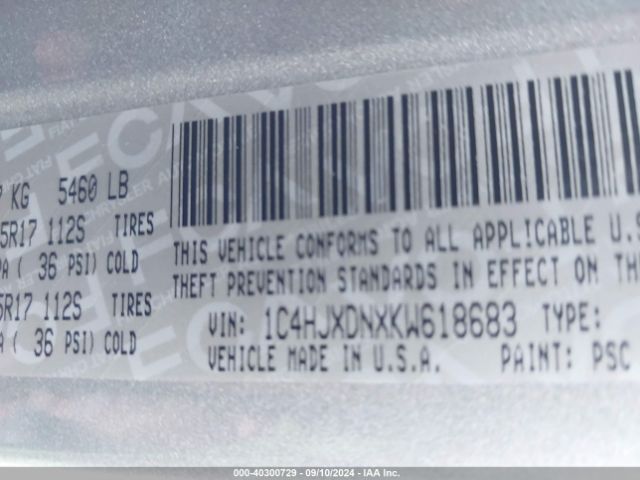 KG 5460 LB
5R17 112S TIRES
PA ( 36 PSI) COLD
5R17 112S TIRES
A ( 36 PSI) COLD
THIS VEHICLE CONFORMS TO ALL APPLICABLE U.S
THEFT PREVENTION STANDARDS IN EFFECT ON THE
VIN: 1C4HJXDNXKW618683 TYPE:
VEHICLE MADE IN U.S.A. PAINT: PSC
000-40300729 - 09/10/2024 - IAA Inc.